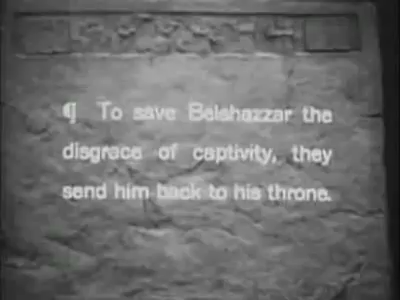 ¶ To save Belshazzar the
disgrace of captivity, they
send him back to his throne.